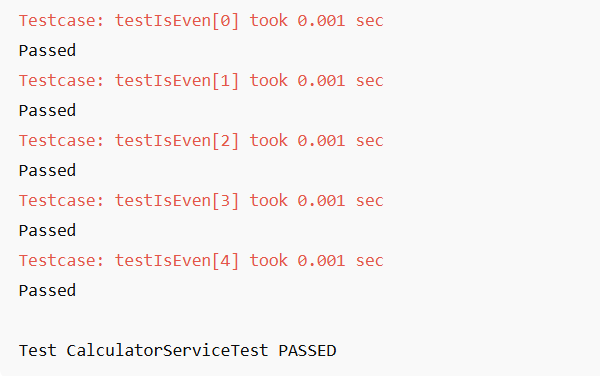 Testcase: testIsEven[0] took 0.001 sec
Passed
Testcase: testIsEven[1] took 0.001 sec
Passed
Testcase: testIsEven[2] took 0.001 sec
Passed
Testcase: testIsEven[3] took 0.001 sec
Passed
Testcase: testIsEven[4] took 0.001 sec
Passed
Test CalculatorServiceTest PASSED